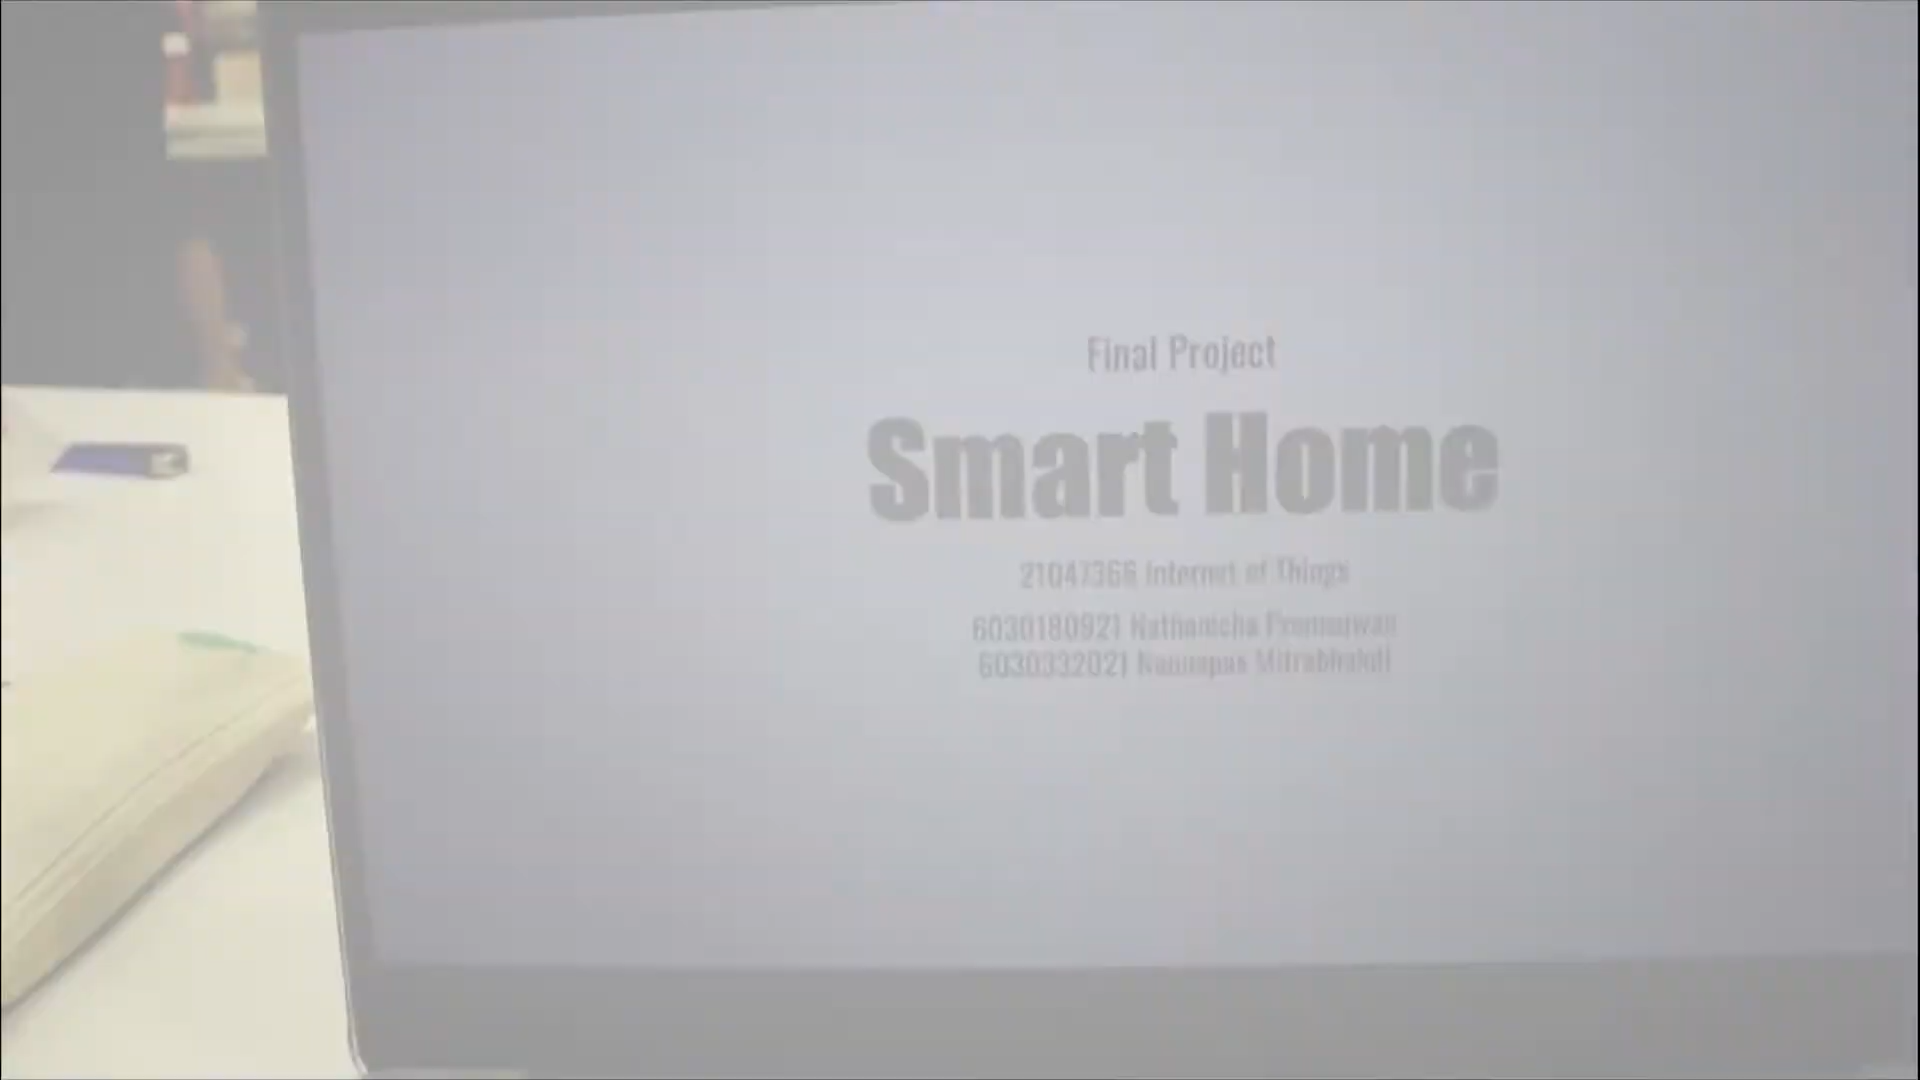 Final Project
Smart Home
21047366 Internet of Things
6030180921
6030332021